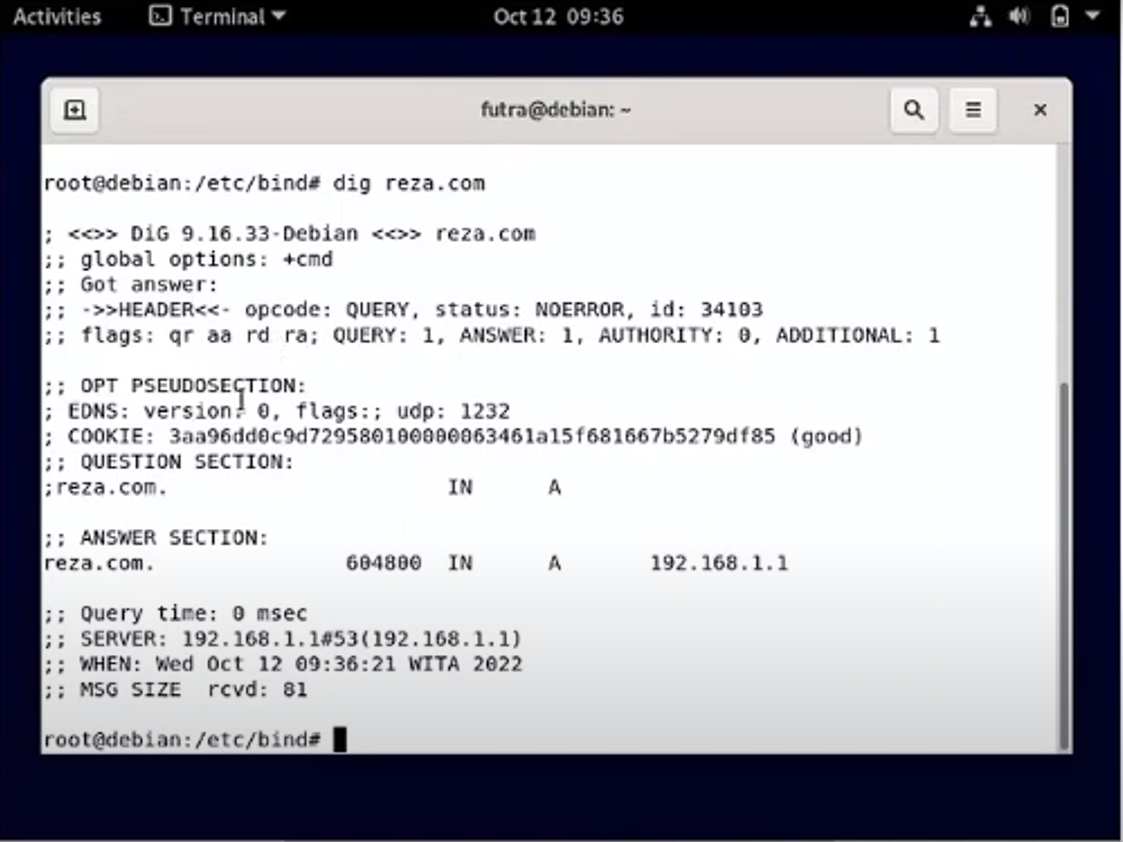 Activities Terminal Oct 12 09:36
futra@debian: ~
root@debian:/etc/bind# dig reza.com
; <<>> DiG 9.16.33-Debian <<>> reza.com
;; global options: +cmd
;; Got answer:
;; ->>HEADER<<- opcode: QUERY, status: NOERROR, id: 34103
;; flags: qr aa rd ra; QUERY: 1, ANSWER: 1, AUTHORITY: 0, ADDITIONAL: 1
;; OPT PSEUDOSECTION:
; EDNS: version: 0, flags:; udp: 1232
; COOKIE: 3aa96dd0c9d729580100000063461a15f681667b5279df85 (good)
;; QUESTION SECTION:
;reza.com. IN A
;; ANSWER SECTION:
reza.com. 604800 IN A 192.168.1.1
;; Query time: 0 msec
;; SERVER: 192.168.1.1#53(192.168.1.1)
;; WHEN: Wed Oct 12 09:36:21 WITA 2022
;; MSG SIZE rcvd: 81
root@debian:/etc/bind#